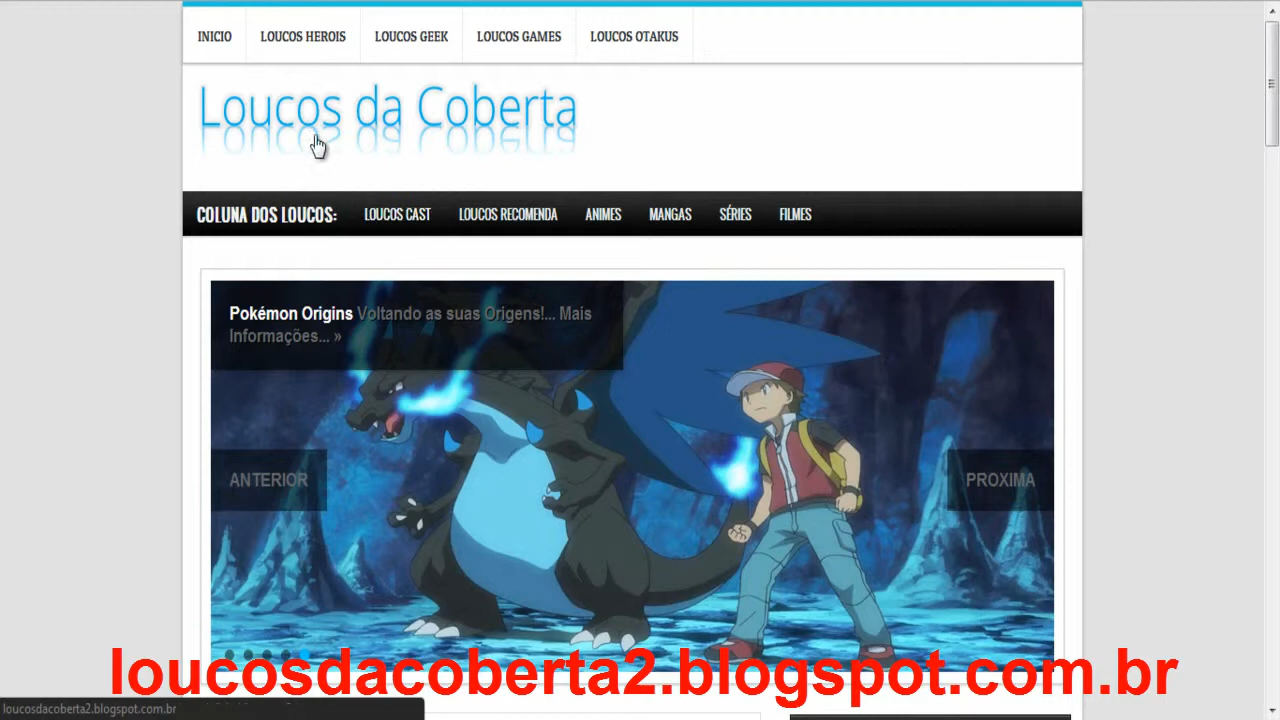 INICIO LOUCOS HEROIS LOUCOS GEEK LOUCOS GAMES LOUCOS OTAKUS
Loucos da Coberta
COLUNA DOS LOUCOS: LOUCOS CAST LOUCOS RECOMENDA ANIMES MANGAS SÉRIES FILMES
Pokémon Origins Voltando as suas Origens!... Mais
Informações... »
ANTERIOR
PROXIMA
loucosdacoberta2.blogspot.com.br
loucosdacoberta2.blogspot.com.br